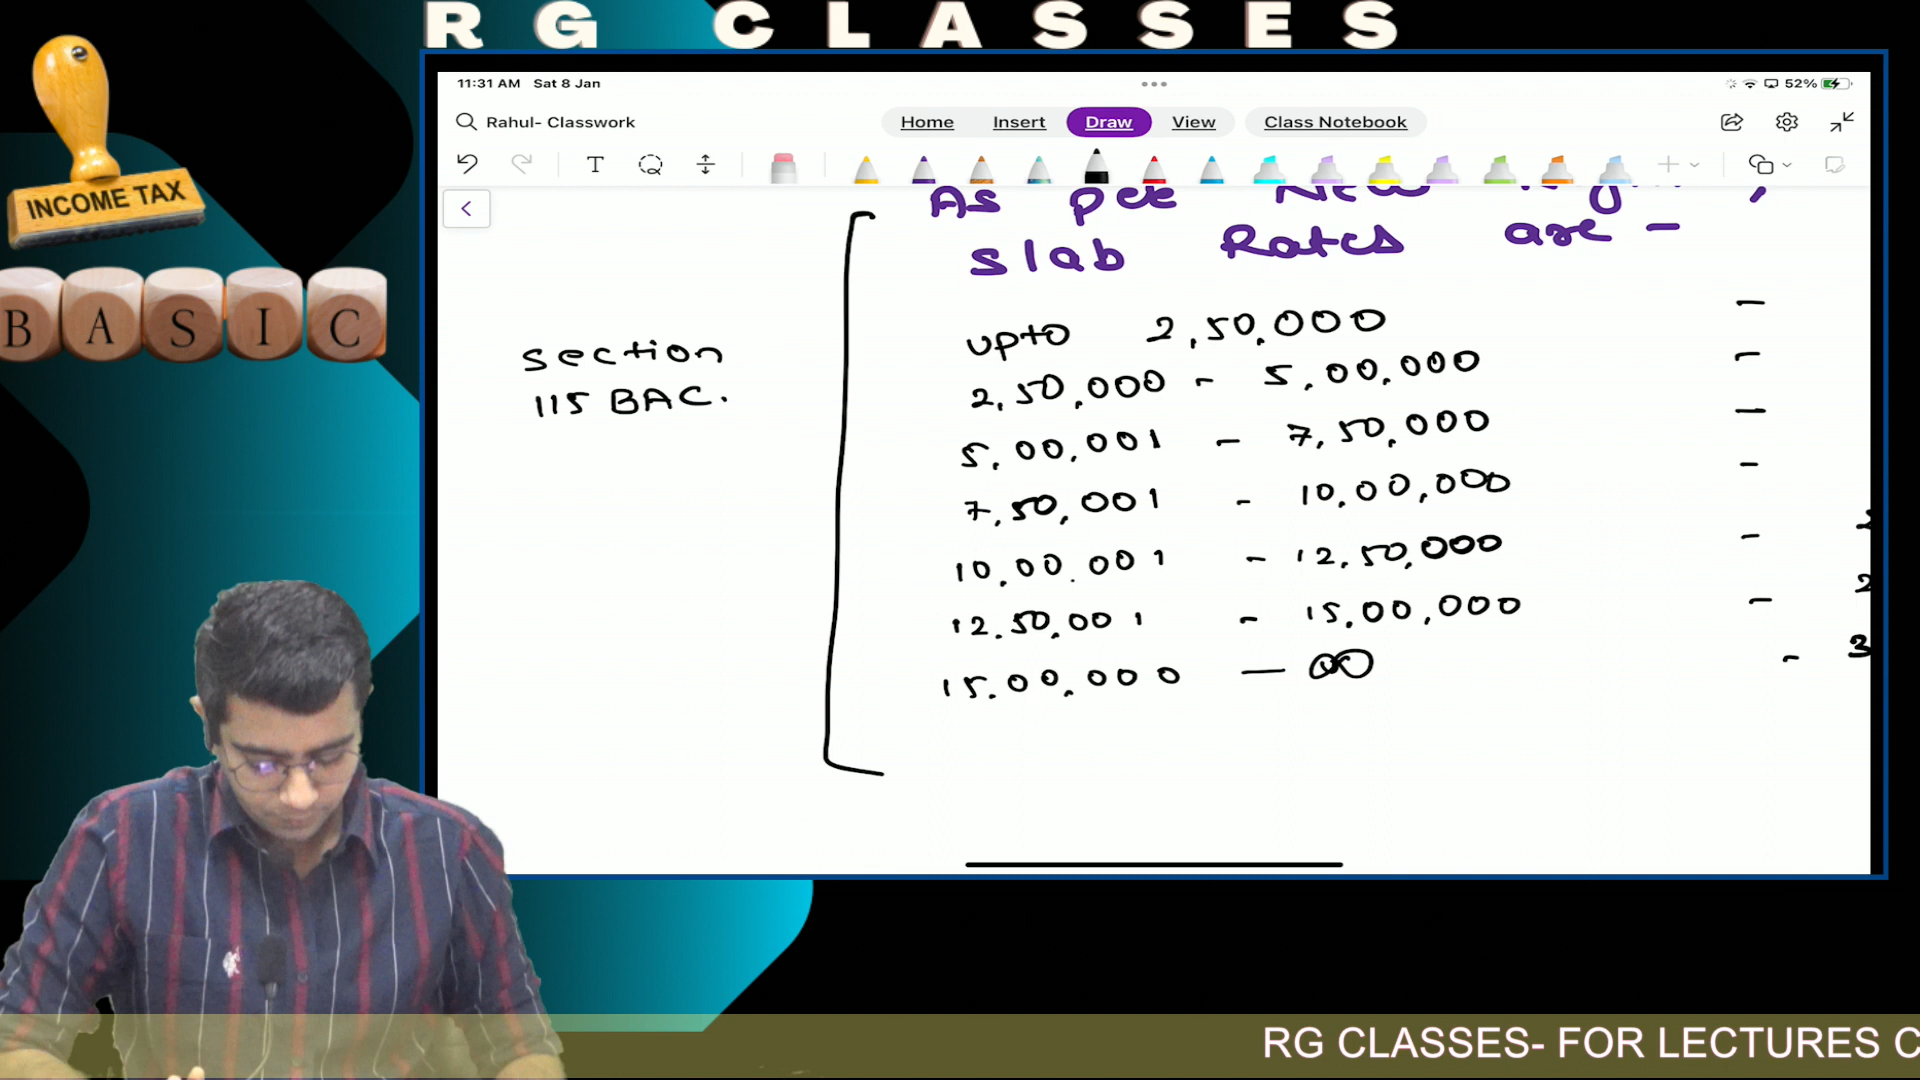 RG CLASSES
INCOME TAX
BASIC
11:31 AM Sat 8 Jan
52%
Rahul- Classwork
Home Insert Draw View Class Notebook
T
As per New
slab Rates are -
section
115 BAC.
upto 2,50,000 -
2,50,000 - 5,00,000 -
5,00,001 - 7,50,000 -
7,50,001 - 10,00,000 -
10,00,001 - 12,50,000 -
12,50,001 - 15,00,000 -
15,00,000 — ∞ - 3
RG CLASSES- FOR LECTURES C